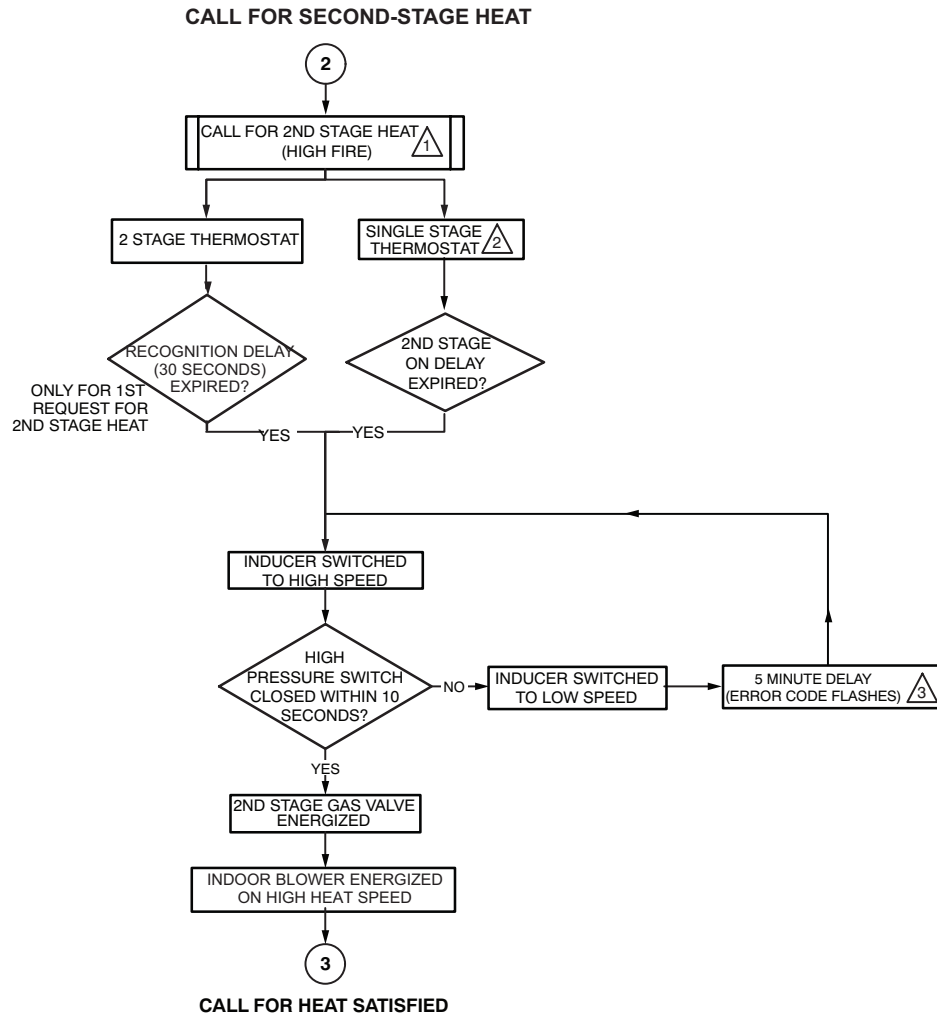 CALL FOR SECOND-STAGE HEAT
2
CALL FOR 2ND STAGE HEAT
(HIGH FIRE)
1
2 STAGE THERMOSTAT
SINGLE STAGE
THERMOSTAT
2
RECOGNITION DELAY
(30 SECONDS)
EXPIRED?
2ND STAGE
ON DELAY
EXPIRED?
ONLY FOR 1ST
REQUEST FOR
2ND STAGE HEAT
YES
YES
INDUCER SWITCHED
TO HIGH SPEED
HIGH
PRESSURE SWITCH
CLOSED WITHIN 10
SECONDS?
NO
INDUCER SWITCHED
TO LOW SPEED
5 MINUTE DELAY
(ERROR CODE FLASHES)
3
YES
2ND STAGE GAS VALVE
ENERGIZED
INDOOR BLOWER ENERGIZED
ON HIGH HEAT SPEED
3
CALL FOR HEAT SATISFIED